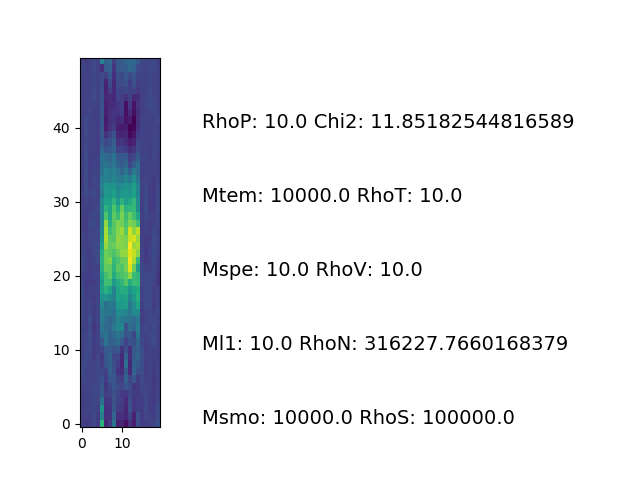 40
30
20
10
0
0 10
RhoP: 10.0 Chi2: 11.85182544816589
Mtem: 10000.0 RhoT: 10.0
Mspe: 10.0 RhoV: 10.0
Ml1: 10.0 RhoN: 316227.7660168379
Msmo: 10000.0 RhoS: 100000.0